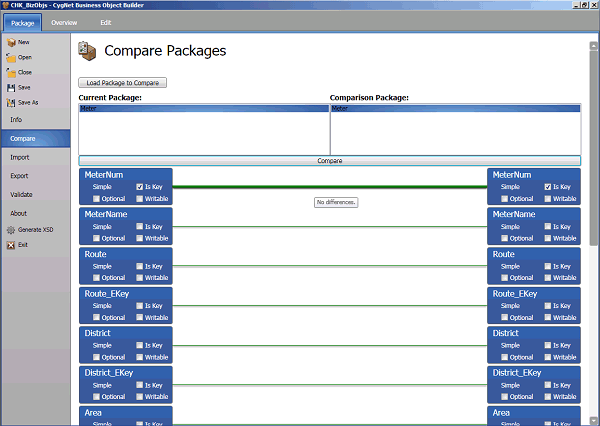 CHK_BizObjs - CygNet Business Object Builder
Package Overview Edit
New
Open
Close
Save
Save As
Info
Compare
Import
Export
Validate
About
Generate XSD
Exit
Compare Packages
Load Package to Compare
Current Package: Comparison Package:
Meter Meter
Compare
MeterNum MeterNum
Simple Is Key Simple Is Key
Optional Writable Optional Writable
No differences.
MeterName MeterName
Simple Is Key Simple Is Key
Optional Writable Optional Writable
Route Route
Simple Is Key Simple Is Key
Optional Writable Optional Writable
Route_EKey Route_EKey
Simple Is Key Simple Is Key
Optional Writable Optional Writable
District District
Simple Is Key Simple Is Key
Optional Writable Optional Writable
District_EKey District_EKey
Simple Is Key Simple Is Key
Optional Writable Optional Writable
Area Area
Simple Is Key Simple Is Key
Optional Writable Optional Writable